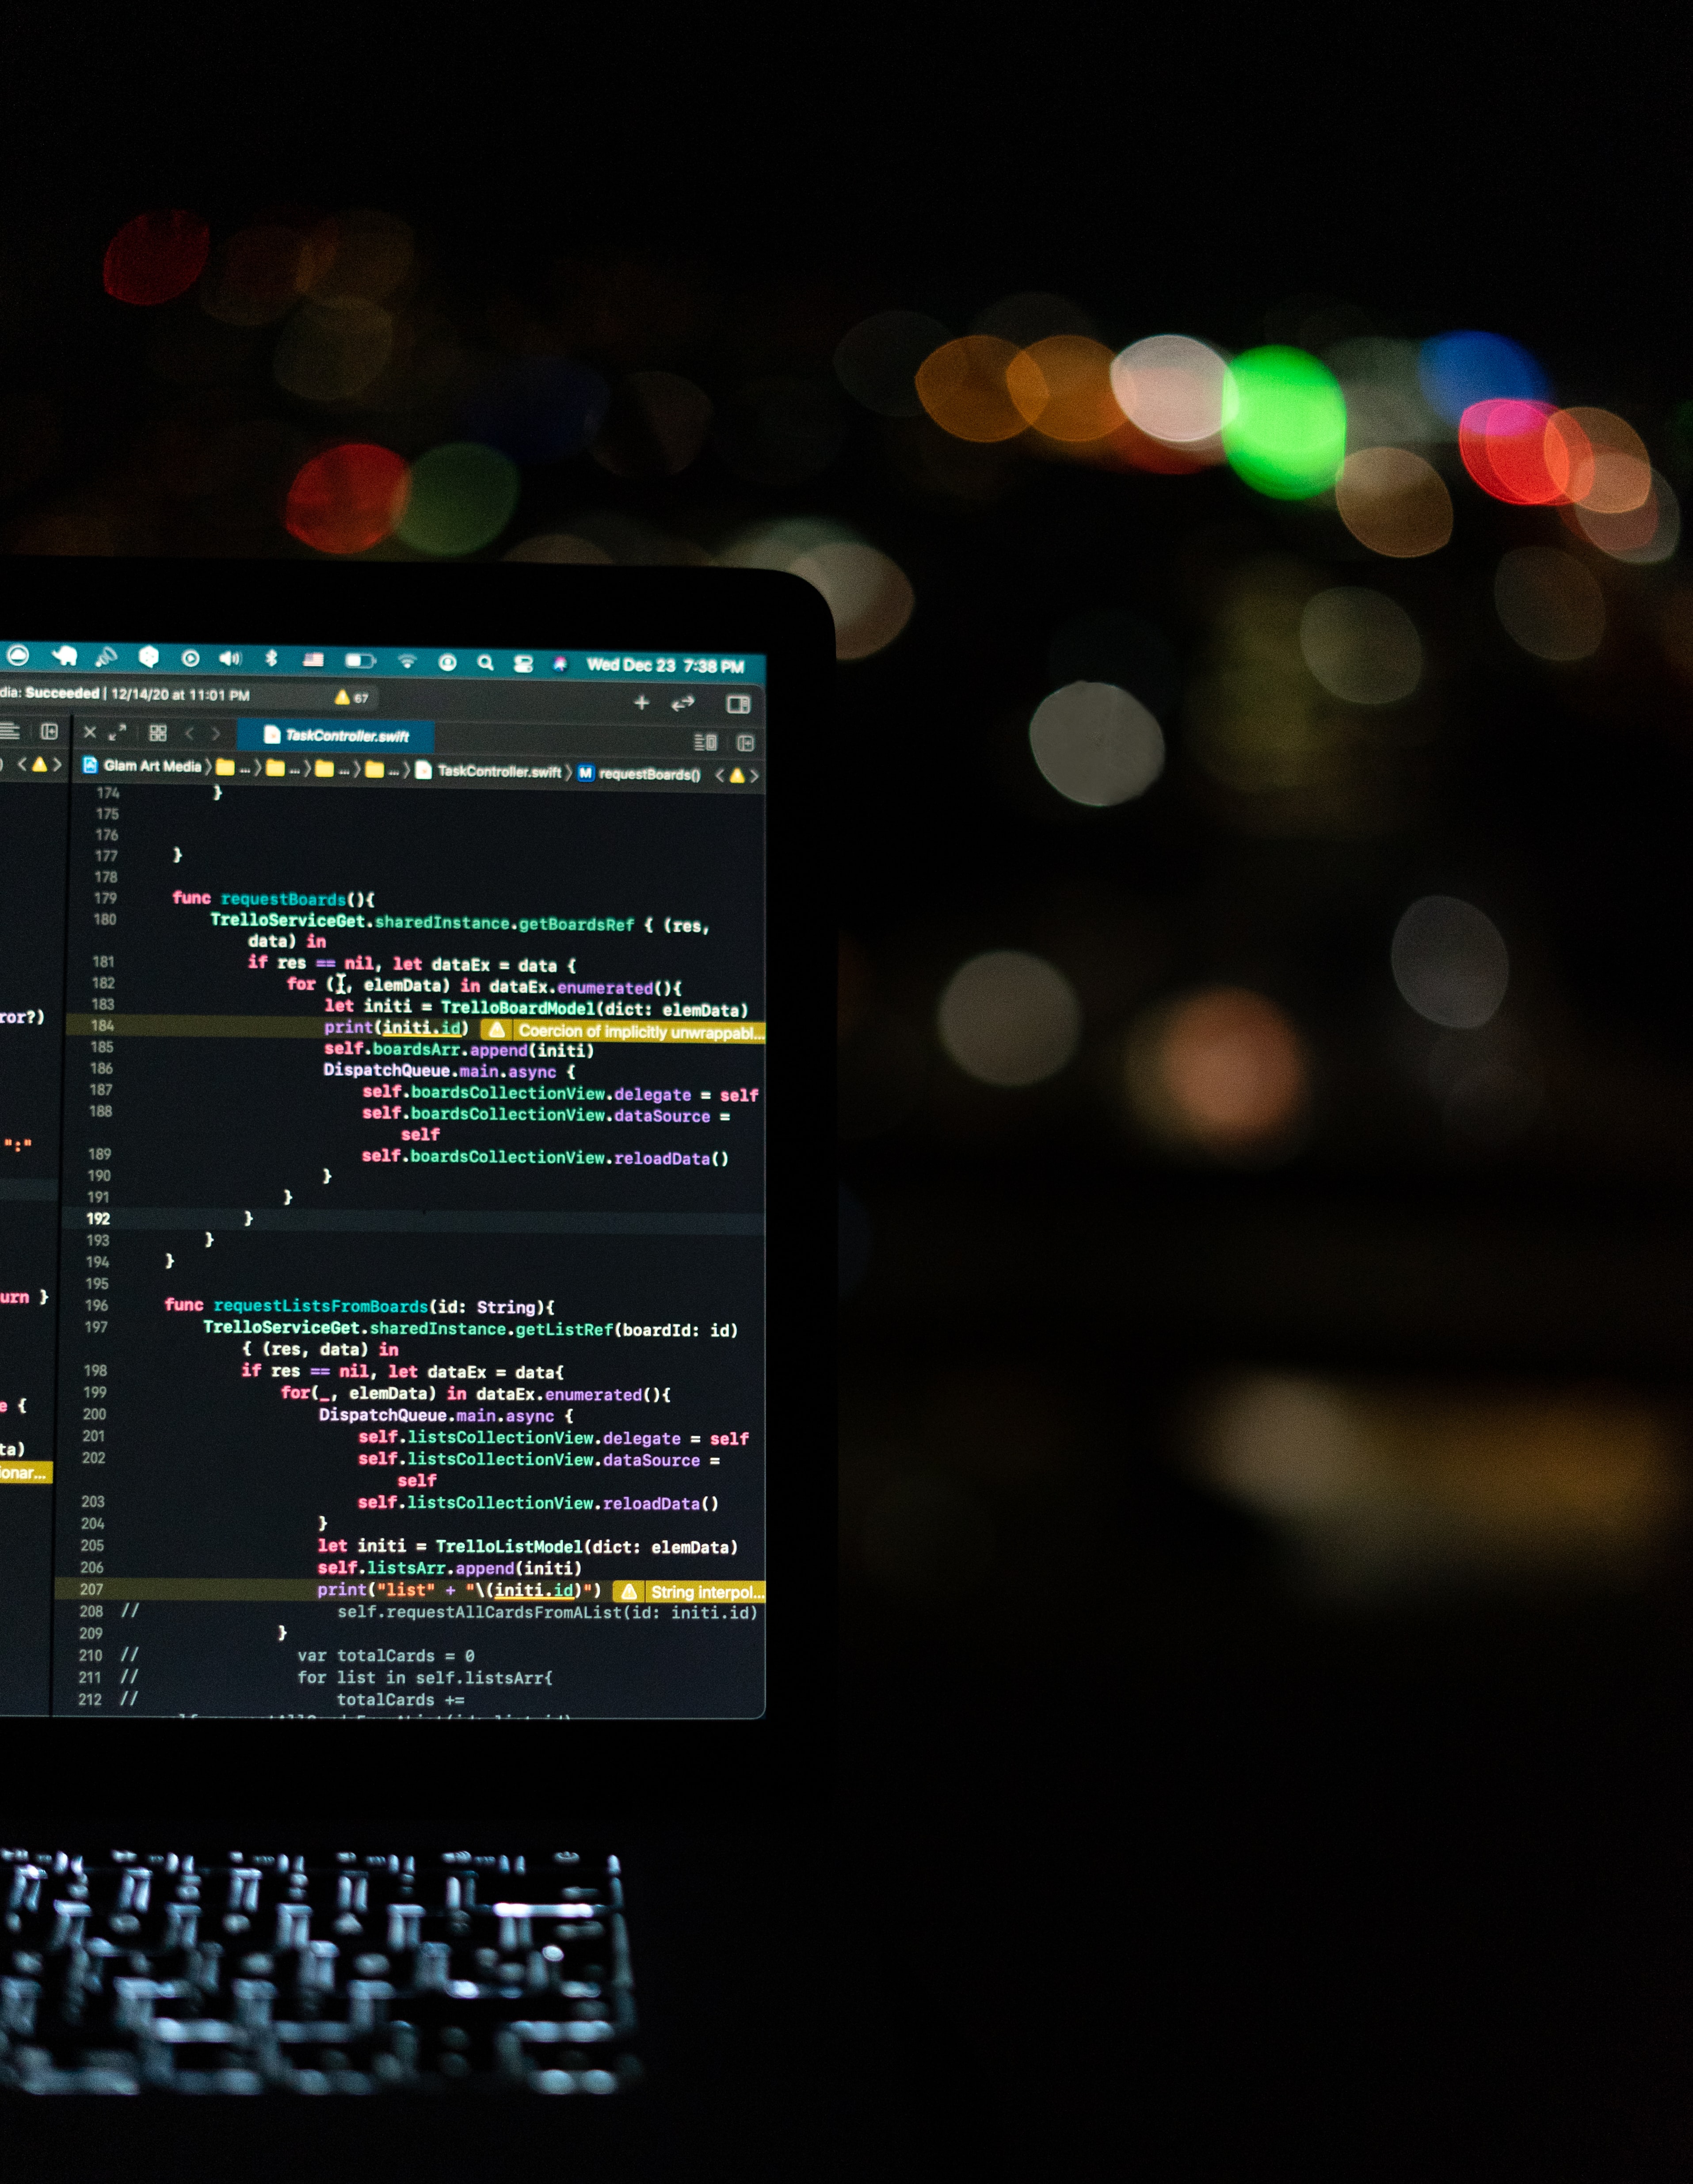 Wed Dec 23 7:38 PM
dia: Succeeded | 12/14/20 at 11:01 PM
67
TaskController.swift
Glam Art Media 〉 ... 〉 ... 〉 ... 〉 ... 〉 TaskController.swift 〉 M requestBoards()
ror?)
":"
urn }
e {
ta)
ionar...
174 }
175
176
177 }
178
179 func requestBoards(){
180 TrelloServiceGet.sharedInstance.getBoardsRef { (res,
data) in
181 if res == nil, let dataEx = data {
182 for (_, elemData) in dataEx.enumerated(){
183 let initi = TrelloBoardModel(dict: elemData)
184 print(initi.id) Coercion of implicitly unwrappabl...
185 self.boardsArr.append(initi)
186 DispatchQueue.main.async {
187 self.boardsCollectionView.delegate = self
188 self.boardsCollectionView.dataSource =
self
189 self.boardsCollectionView.reloadData()
190 }
191 }
192 }
193 }
194 }
195
196 func requestListsFromBoards(id: String){
197 TrelloServiceGet.sharedInstance.getListRef(boardId: id)
{ (res, data) in
198 if res == nil, let dataEx = data{
199 for(_, elemData) in dataEx.enumerated(){
200 DispatchQueue.main.async {
201 self.listsCollectionView.delegate = self
202 self.listsCollectionView.dataSource =
self
203 self.listsCollectionView.reloadData()
204 }
205 let initi = TrelloListModel(dict: elemData)
206 self.listsArr.append(initi)
207 print("list" + "\(initi.id)") String interpol...
208 // self.requestAllCardsFromAList(id: initi.id)
209 }
210 // var totalCards = 0
211 // for list in self.listsArr{
212 // totalCards +=